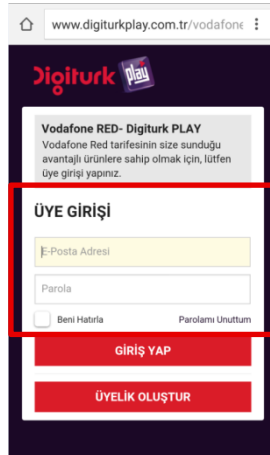 www.digiturkplay.com.tr/vodafone
Digiturk play
Vodafone RED- Digiturk PLAY
Vodafone Red tarifesinin size sunduğu
avantajlı ürünlere sahip olmak için, lütfen
üye girişi yapınız.
ÜYE GİRİŞİ
E-Posta Adresi
Parola
Beni Hatırla Parolamı Unuttum
GİRİŞ YAP
ÜYELİK OLUŞTUR